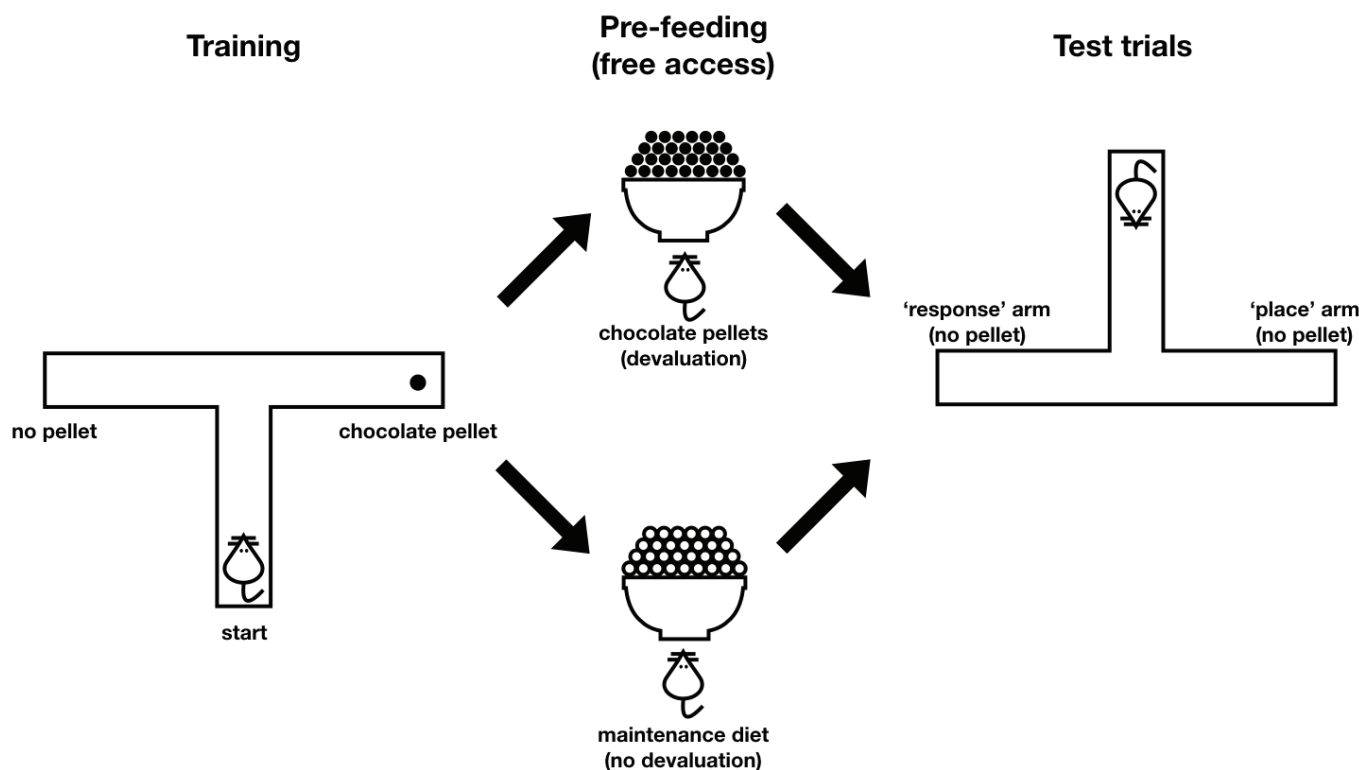 Training
Pre-feeding
(free access)
Test trials
no pellet
chocolate pellet
start
chocolate pellets
(devaluation)
maintenance diet
(no devaluation)
‘response’ arm
(no pellet)
‘place’ arm
(no pellet)